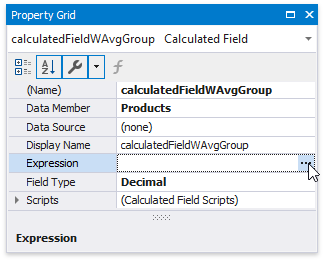 Property Grid
calculatedFieldWAvgGroup Calculated Field
(Name) calculatedFieldWAvgGroup
Data Member Products
Data Source (none)
Display Name calculatedFieldWAvgGroup
Expression ...
Field Type Decimal
Scripts (Calculated Field Scripts)
Expression